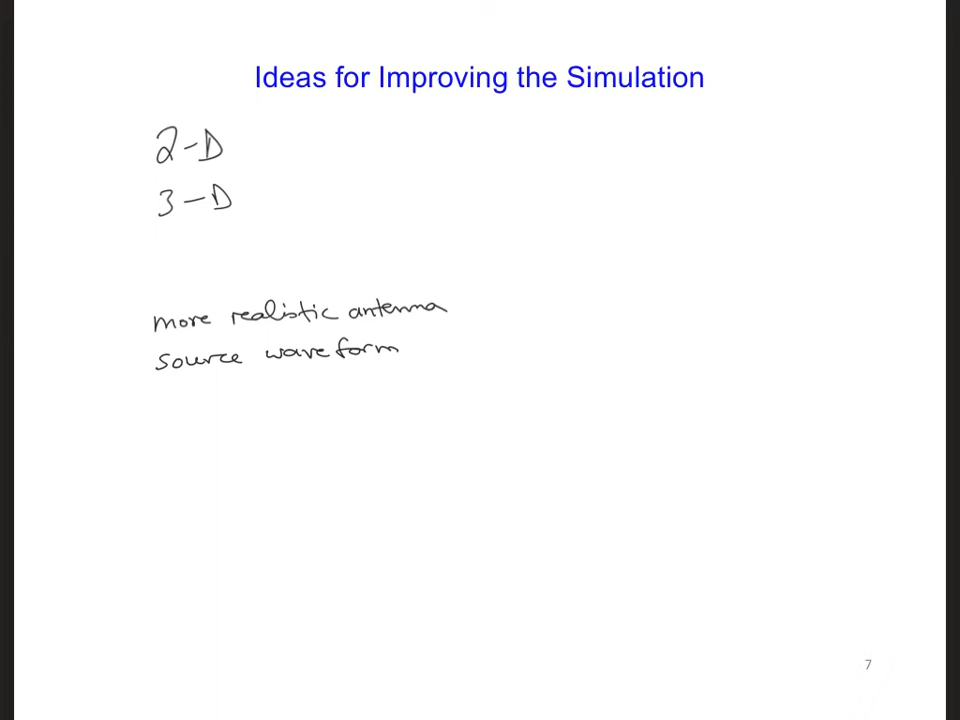 Ideas for Improving the Simulation
2-D
3-D
more realistic antenna
source waveform
7